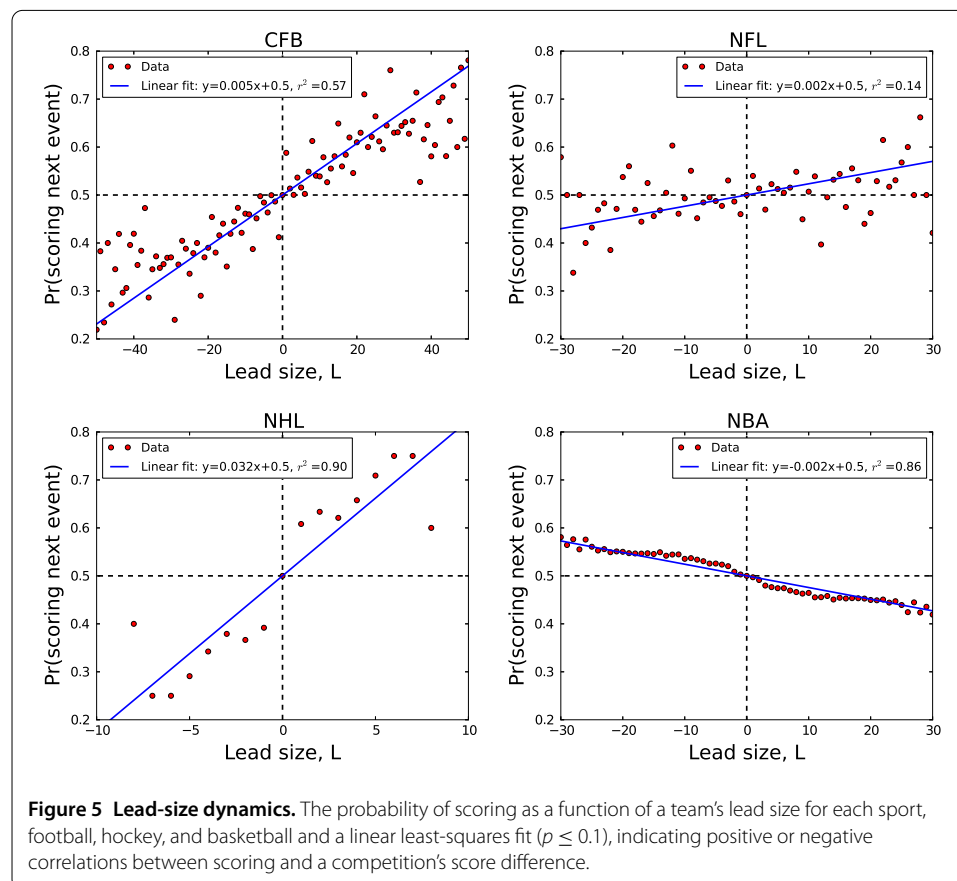 CFB
Data
Linear fit: y=0.005x+0.5, r² =0.57
Pr(scoring next event)
0.8
0.7
0.6
0.5
0.4
0.3
0.2
−40
−20
0
20
40
Lead size, L
NFL
Data
Linear fit: y=0.002x+0.5, r² =0.14
Pr(scoring next event)
0.8
0.7
0.6
0.5
0.4
0.3
0.2
−30
−20
−10
0
10
20
30
Lead size, L
NHL
Data
Linear fit: y=0.032x+0.5, r² =0.90
Pr(scoring next event)
0.8
0.7
0.6
0.5
0.4
0.3
0.2
−10
−5
0
5
10
Lead size, L
NBA
Data
Linear fit: y=-0.002x+0.5, r² =0.86
Pr(scoring next event)
0.8
0.7
0.6
0.5
0.4
0.3
0.2
−30
−20
−10
0
10
20
30
Lead size, L
Figure 5 Lead-size dynamics. The probability of scoring as a function of a team's lead size for each sport,
football, hockey, and basketball and a linear least-squares fit (p ≤ 0.1), indicating positive or negative
correlations between scoring and a competition's score difference.